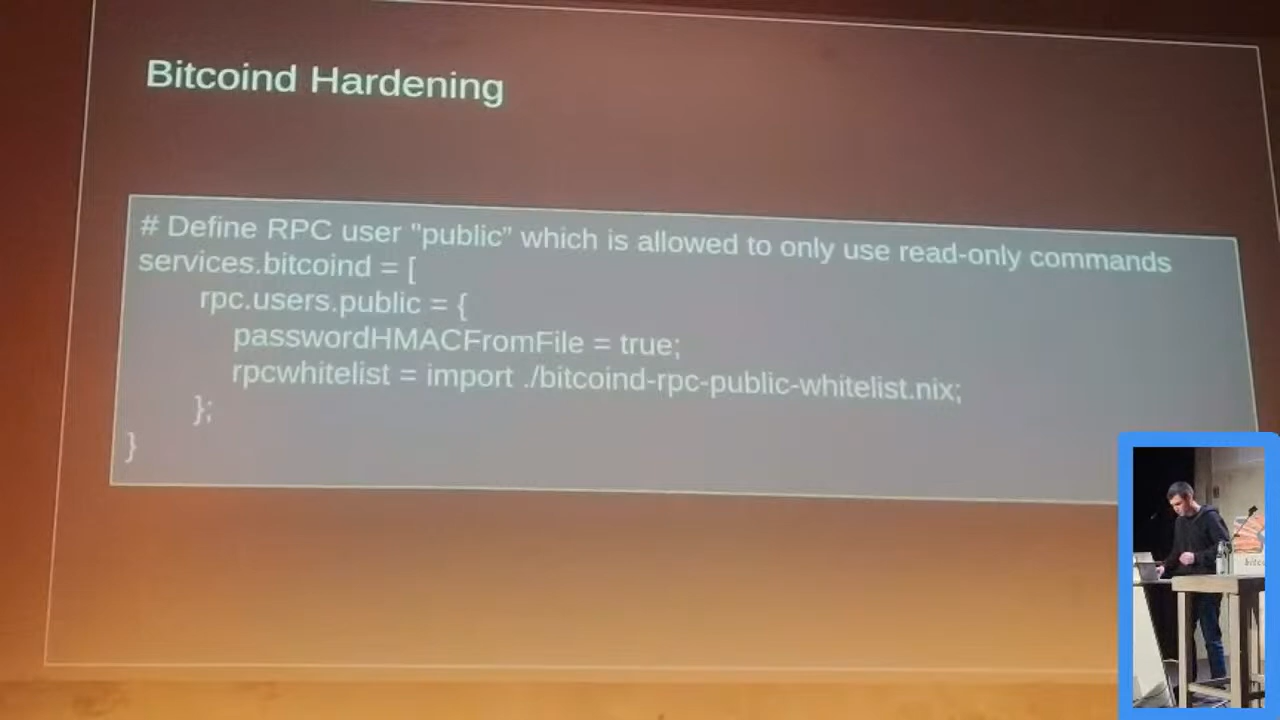 Bitcoind Hardening
# Define RPC user "public" which is allowed to only use read-only commands
services.bitcoind = [
rpc.users.public = {
passwordHMACFromFile = true;
rpcwhitelist = import ./bitcoind-rpc-public-whitelist.nix;
};
}